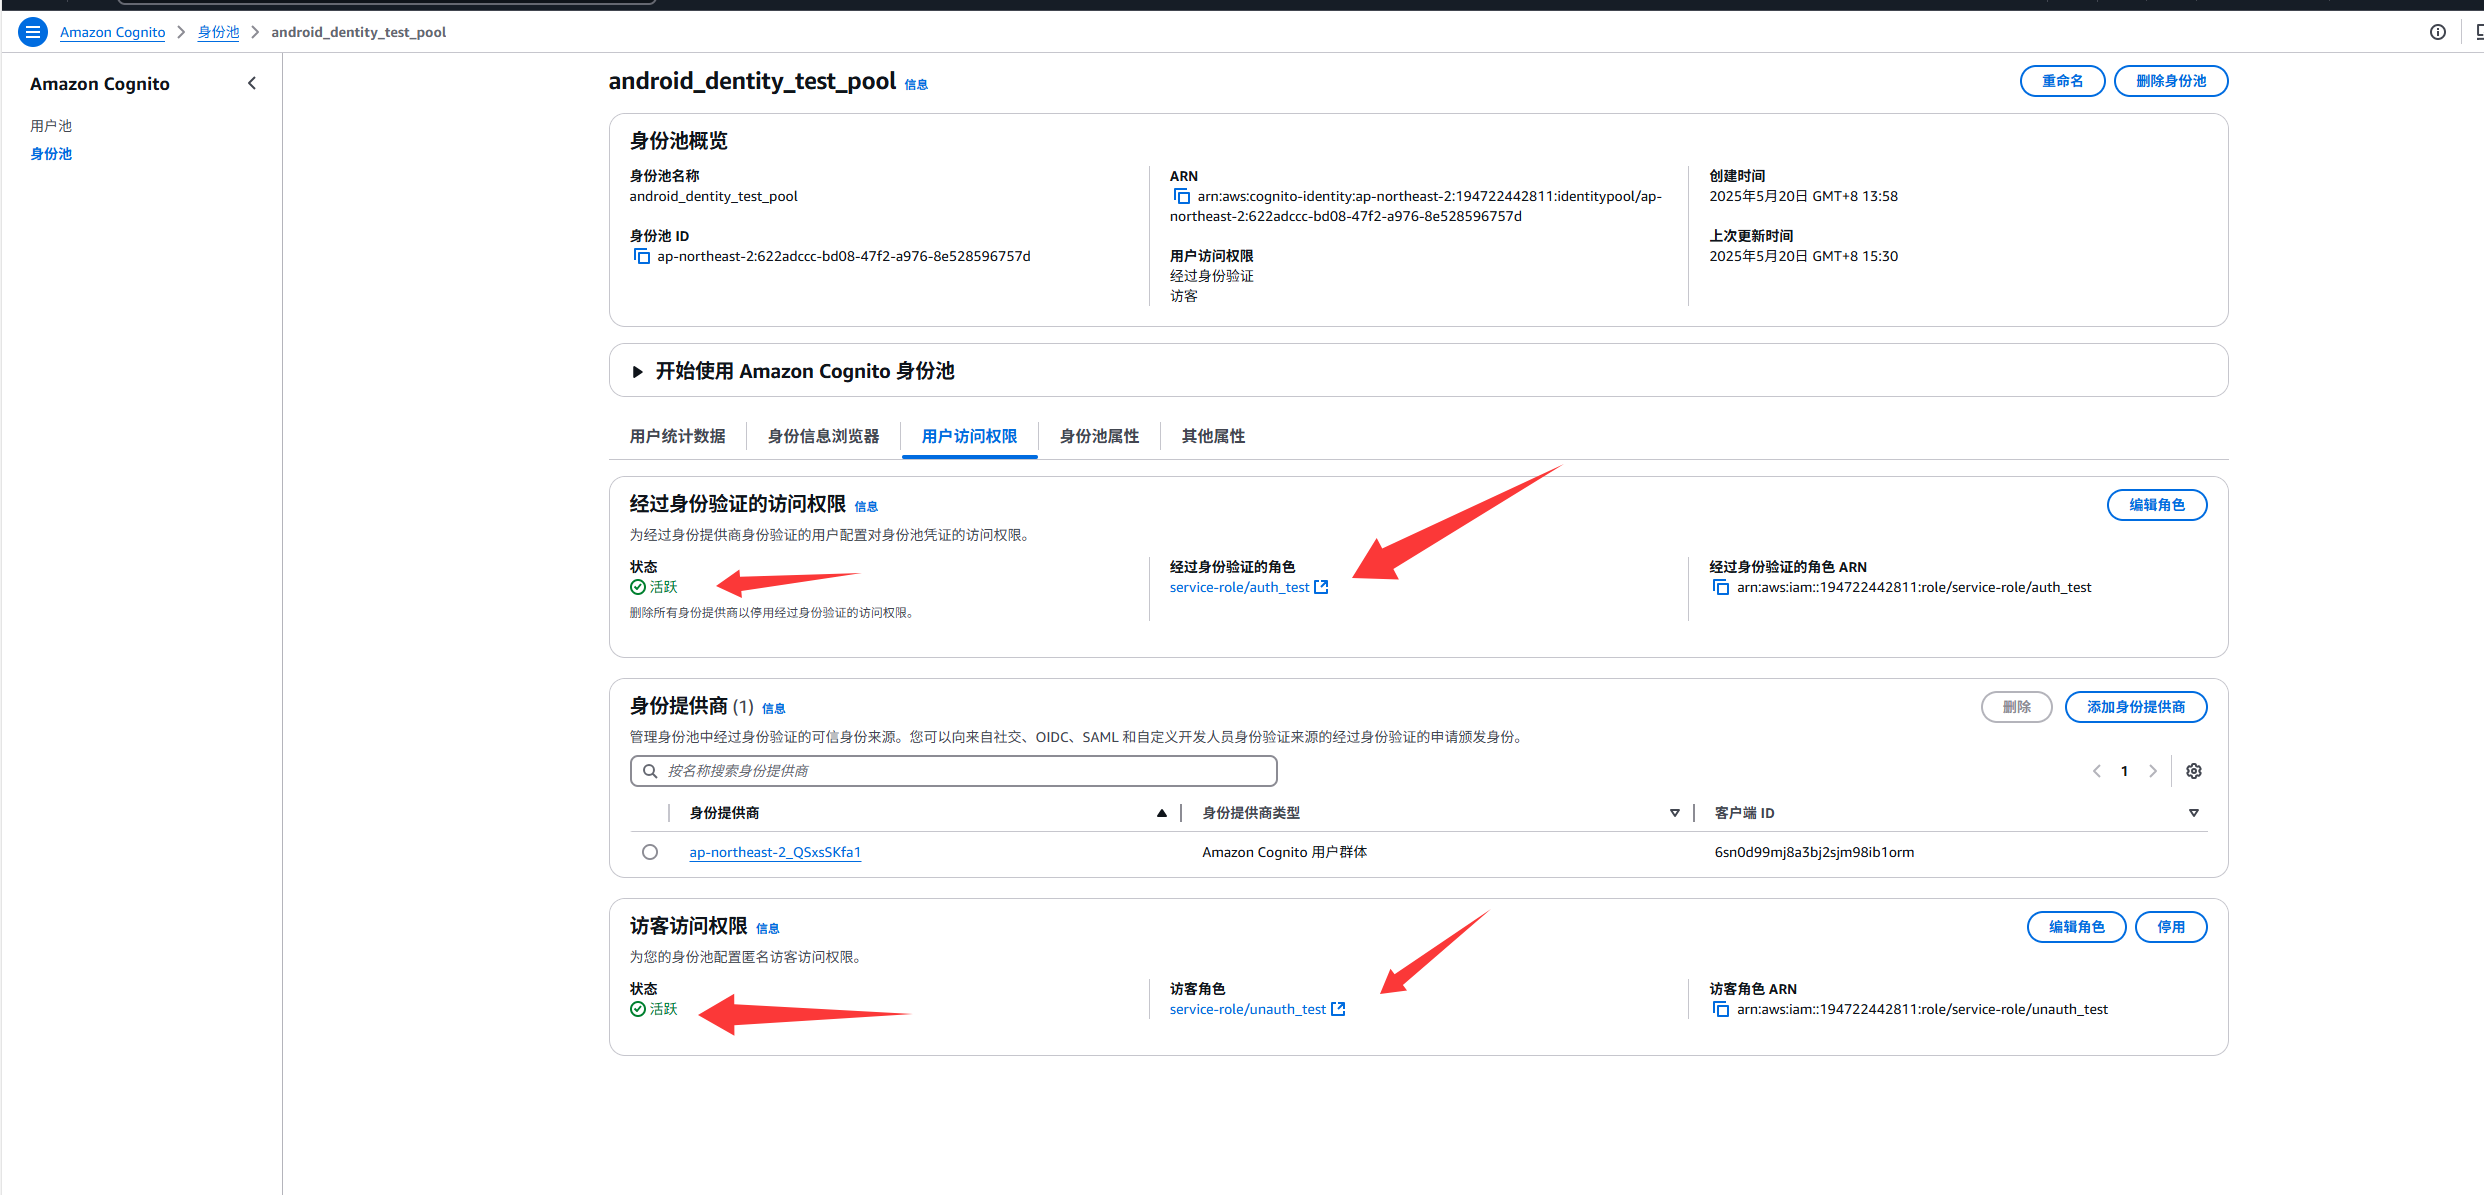 Amazon Cognito > 身份池 > android_dentity_test_pool
Amazon Cognito
用户池
身份池
android_dentity_test_pool 信息
重命名
删除身份池
身份池概览
身份池名称
android_dentity_test_pool
身份池 ID
ap-northeast-2:622adccc-bd08-47f2-a976-8e528596757d
ARN
arn:aws:cognito-identity:ap-northeast-2:194722442811:identitypool/ap-
northeast-2:622adccc-bd08-47f2-a976-8e528596757d
用户访问权限
经过身份验证
访客
创建时间
2025年5月20日 GMT+8 13:58
上次更新时间
2025年5月20日 GMT+8 15:30
开始使用 Amazon Cognito 身份池
用户统计数据
身份信息浏览器
用户访问权限
身份池属性
其他属性
经过身份验证的访问权限 信息
编辑角色
为经过身份提供商身份验证的用户配置对身份池凭证的访问权限。
状态
活跃
删除所有身份提供商以停用经过身份验证的访问权限。
经过身份验证的角色
service-role/auth_test
经过身份验证的角色 ARN
arn:aws:iam::194722442811:role/service-role/auth_test
身份提供商 (1) 信息
删除
添加身份提供商
管理身份池中经过身份验证的可信身份来源。您可以向来自社交、OIDC、SAML 和自定义开发人员身份验证来源的经过身份验证的申请颁发身份。
按名称搜索身份提供商
1
身份提供商
身份提供商类型
客户端 ID
ap-northeast-2_QSxsSKfa1
Amazon Cognito 用户群体
6sn0d99mj8a3bj2sjm98ib1orm
访客访问权限 信息
编辑角色
停用
为您的身份池配置匿名访客访问权限。
状态
活跃
访客角色
service-role/unauth_test
访客角色 ARN
arn:aws:iam::194722442811:role/service-role/unauth_test